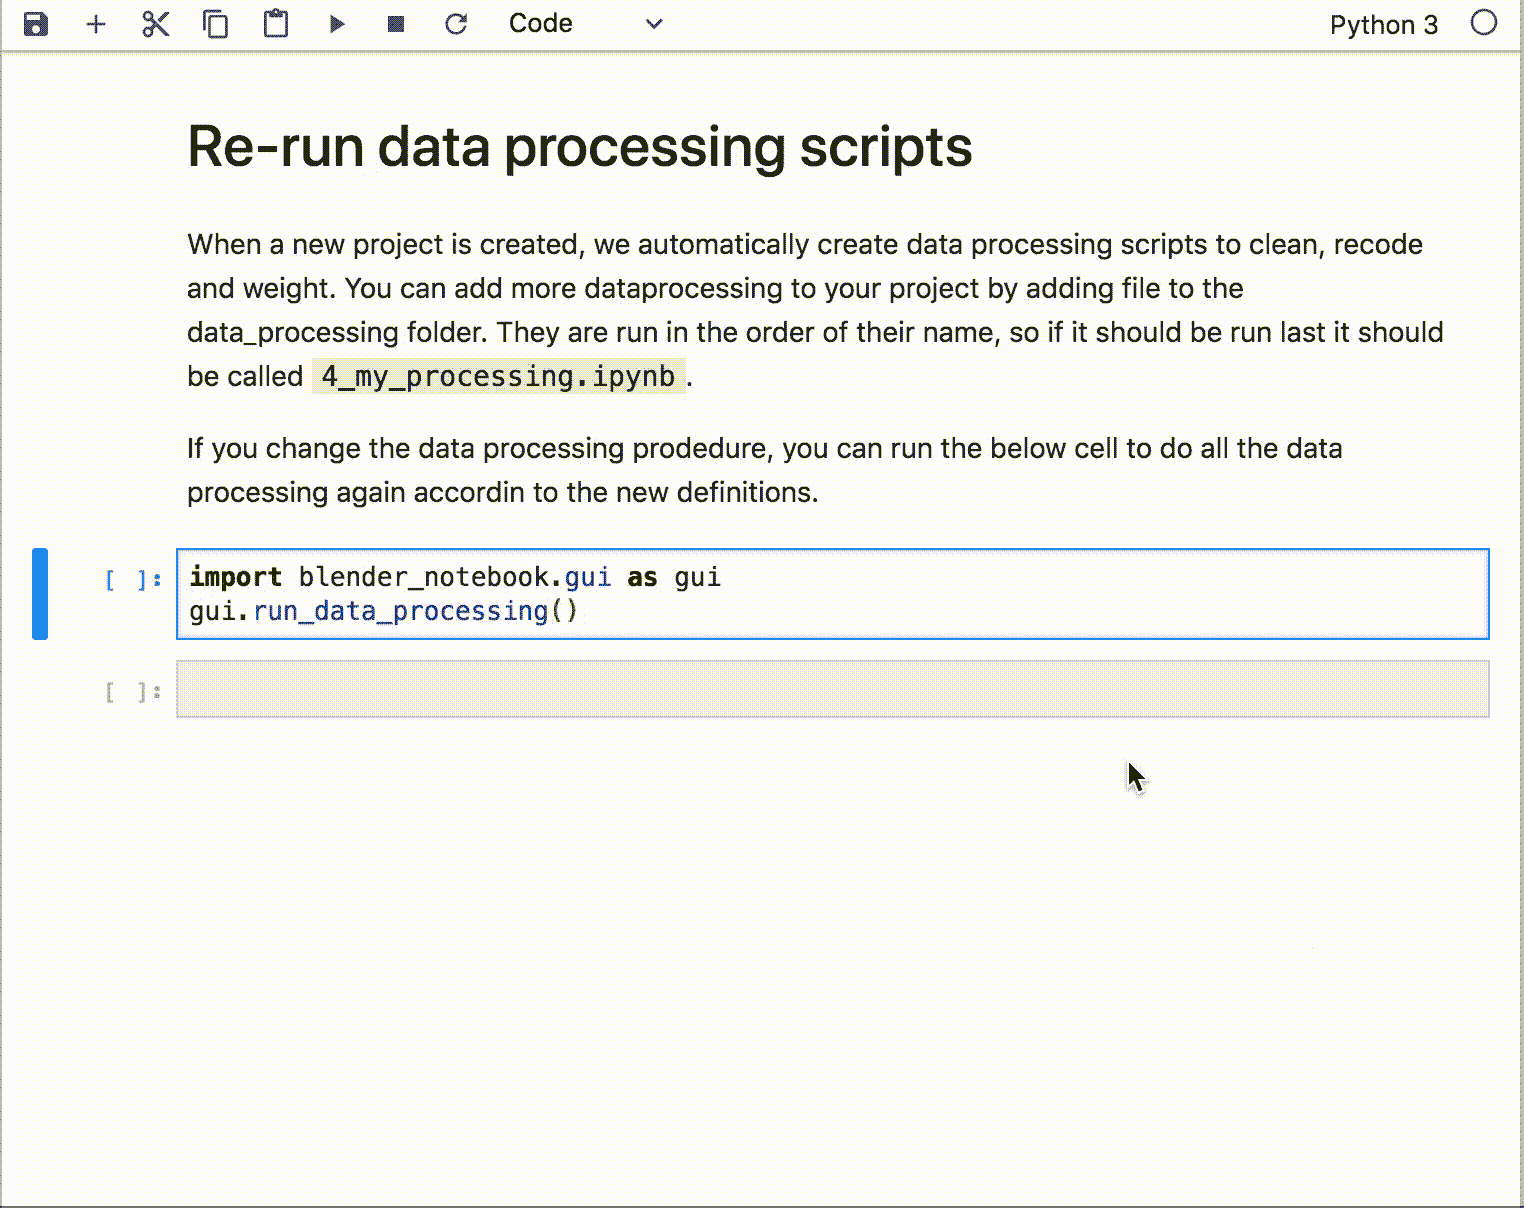 Code Python 3
Re-run data processing scripts
When a new project is created, we automatically create data processing scripts to clean, recode
and weight. You can add more dataprocessing to your project by adding file to the
data_processing folder. They are run in the order of their name, so if it should be run last it should
be called 4_my_processing.ipynb .
If you change the data processing prodedure, you can run the below cell to do all the data
processing again accordin to the new definitions.
[ ]: import blender_notebook.gui as gui
gui.run_data_processing()
[ ]: